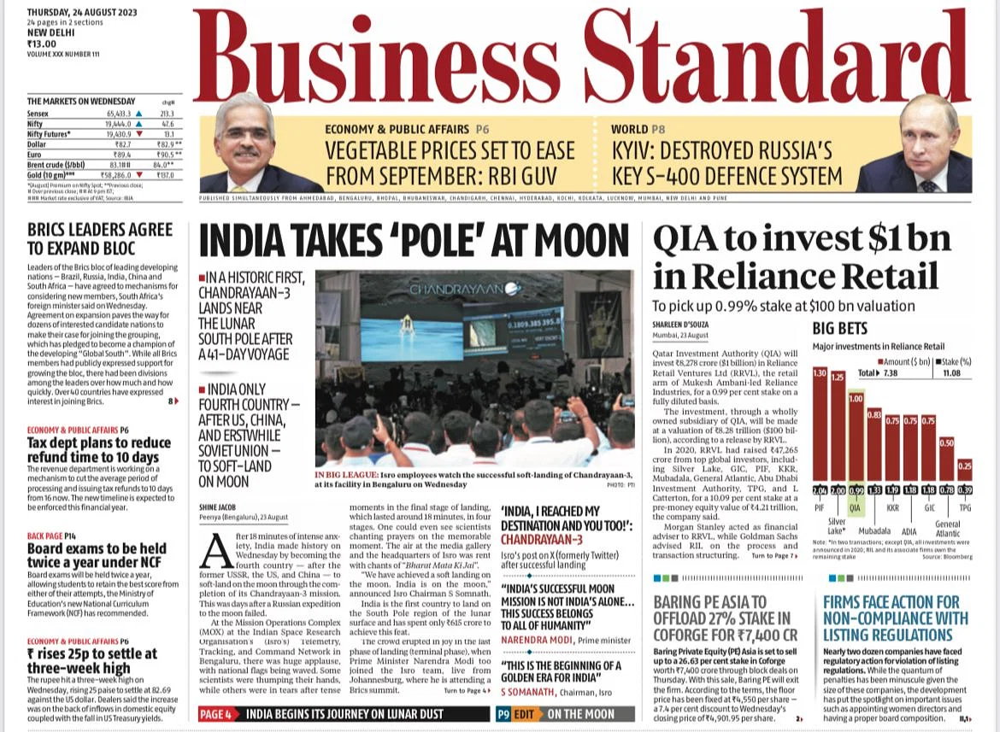 THURSDAY, 24 AUGUST 2023
24 pages in 2 sections
NEW DELHI
₹13.00
VOLUME XXX NUMBER 111
Business Standard
THE MARKETS ON WEDNESDAY chg#
Sensex 65,433.3 ▲ 213.3
Nifty 19,444.0 ▲ 47.6
Nifty Futures* 19,430.9 ▼ 13.1
Dollar ₹82.7 ₹82.9**
Euro ₹89.4 ₹90.5**
Brent crude ($/bbl) 83.1## 84.0**
Gold (10 gm)### ₹58,286.0 ▼ ₹137.0
*(August) Premium on Nifty Spot; **Previous close;
# Over previous close; ## At 9 pm IST;
### Market rate exclusive of VAT; Source: IBJA
ECONOMY & PUBLIC AFFAIRS P6
VEGETABLE PRICES SET TO EASE
FROM SEPTEMBER: RBI GUV
WORLD P8
KYIV: DESTROYED RUSSIA'S
KEY S-400 DEFENCE SYSTEM
PUBLISHED SIMULTANEOUSLY FROM AHMEDABAD, BENGALURU, BHOPAL, BHUBANESWAR, CHANDIGARH, CHENNAI, HYDERABAD, KOCHI, KOLKATA, LUCKNOW, MUMBAI, NEW DELHI AND PUNE
BRICS LEADERS AGREE
TO EXPAND BLOC
Leaders of the Brics bloc of leading developing
nations — Brazil, Russia, India, China and
South Africa — have agreed to mechanisms for
considering new members, South Africa's
foreign minister said on Wednesday.
Agreement on expansion paves the way for
dozens of interested candidate nations to
make their case for joining the grouping,
which has pledged to become a champion of
the developing "Global South". While all Brics
members had publicly expressed support for
growing the bloc, there had been divisions
among the leaders over how much and how
quickly. Over 40 countries have expressed
interest in joining Brics. 8
ECONOMY & PUBLIC AFFAIRS P6
Tax dept plans to reduce
refund time to 10 days
The revenue department is working on a
mechanism to cut the average period of
processing and issuing tax refunds to 10 days
from 16 now. The new timeline is expected to
be enforced this financial year.
BACK PAGE P14
Board exams to be held
twice a year under NCF
Board exams will be held twice a year,
allowing students to retain the best score from
either of their attempts, the Ministry of
Education's new National Curriculum
Framework (NCF) has recommended.
ECONOMY & PUBLIC AFFAIRS P6
₹ rises 25p to settle at
three-week high
The rupee hit a three-week high on
Wednesday, rising 25 paise to settle at 82.69
against the US dollar. Dealers said the increase
was on the back of inflows in domestic equity
coupled with the fall in US Treasury yields.
INDIA TAKES 'POLE' AT MOON
■ IN A HISTORIC FIRST,
CHANDRAYAAN-3
LANDS NEAR
THE LUNAR
SOUTH POLE AFTER
A 41-DAY VOYAGE
■ INDIA ONLY
FOURTH COUNTRY —
AFTER US, CHINA,
AND ERSTWHILE
SOVIET UNION —
TO SOFT-LAND
ON MOON
CHANDRAYAAN
IN BIG LEAGUE: Isro employees watch the successful soft-landing of Chandrayaan-3,
at its facility in Bengaluru on Wednesday PHOTO: PTI
SHINE JACOB
Peenya (Bengaluru), 23 August
After 18 minutes of intense anx-
iety, India made history on
Wednesday by becoming the
fourth country — after the
former USSR, the US, and China — to
soft-land on the moon through the com-
pletion of its Chandrayaan-3 mission.
This was days after a Russian expedition
to the moon failed.
At the Mission Operations Complex
(MOX) at the Indian Space Research
Organisation's (Isro's) Telemetry,
Tracking, and Command Network in
Bengaluru, there was huge applause,
with national flags being waved. Some
scientists were thumping their hands,
while others were in tears after tense
moments in the final stage of landing,
which lasted around 18 minutes, in four
stages. One could even see scientists
chanting prayers on the memorable
moment. The air at the media gallery
and the headquarters of Isro was rent
with chants of "Bharat Mata Ki Jai".
"We have achieved a soft landing on
the moon. India is on the moon,"
announced Isro Chairman S Somnath.
India is the first country to land on
the South Pole region of the lunar
surface and has spent only ₹615 crore to
achieve this feat.
The crowd erupted in joy in the last
phase of landing (terminal phase), when
Prime Minister Narendra Modi too
joined the Isro team, live from
Johannesburg, where he is attending a
Brics summit. Turn to Page 4
'INDIA, I REACHED MY
DESTINATION AND YOU TOO!':
CHANDRAYAAN-3
Isro's post on X (formerly Twitter)
after successful landing
"INDIA'S SUCCESSFUL MOON
MISSION IS NOT INDIA'S ALONE...
THIS SUCCESS BELONGS
TO ALL OF HUMANITY"
NARENDRA MODI, Prime minister
"THIS IS THE BEGINNING OF A
GOLDEN ERA FOR INDIA"
S SOMANATH, Chairman, Isro
PAGE 4 INDIA BEGINS ITS JOURNEY ON LUNAR DUST
P9 EDIT ON THE MOON
QIA to invest $1 bn
in Reliance Retail
To pick up 0.99% stake at $100 bn valuation
SHARLEEN D'SOUZA
Mumbai, 23 August
Qatar Investment Authority (QIA) will
invest ₹8,278 crore ($1 billion) in Reliance
Retail Ventures Ltd (RRVL), the retail
arm of Mukesh Ambani-led Reliance
Industries, for a 0.99 per cent stake on a
fully diluted basis.
The investment, through a wholly
owned subsidiary of QIA, will be made
at a valuation of ₹8.28 trillion ($100 bil-
lion), according to a release by RRVL.
In 2020, RRVL had raised ₹47,265
crore from top global investors, includ-
ing Silver Lake, GIC, PIF, KKR,
Mubadala, General Atlantic, Abu Dhabi
Investment Authority, TPG, and L
Catterton, for a 10.09 per cent stake at a
pre-money equity value of ₹4.21 trillion,
the company said.
Morgan Stanley acted as financial
adviser to RRVL, while Goldman Sachs
advised RIL on the process and
transaction structuring. Turn to Page 7
BIG BETS
Major investments in Reliance Retail
■ Amount ($ bn) ■ Stake (%)
Total 7.38 11.08
1.30 1.25 1.00 0.83 0.75 0.75 0.75 0.50 0.25
2.04 2.00 0.99 1.33 1.19 1.18 1.18 0.78 0.39
PIF Silver Lake* QIA Mubadala KKR ADIA GIC General Atlantic TPG
Note: *In two transactions; except QIA, all investments were
announced in 2020; RIL and its associate firms own the
remaining stake Source: Bloomberg
BARING PE ASIA TO
OFFLOAD 27% STAKE IN
COFORGE FOR ₹7,400 CR
Baring Private Equity (PE) Asia is set to sell
up to a 26.63 per cent stake in Coforge
worth ₹7,400 crore through block deals on
Thursday. With this sale, Baring PE will exit
the firm. According to the terms, the floor
price has been fixed at ₹4,550 per share —
a 7.4 per cent discount to Wednesday's
closing price of ₹4,901.95 per share. 2
FIRMS FACE ACTION FOR
NON-COMPLIANCE WITH
LISTING REGULATIONS
Nearly two dozen companies have faced
regulatory action for violation of listing
regulations. While the quantum of
penalties has been minuscule given the
size of these companies, the development
has put the spotlight on important issues
such as appointing women directors and
having a proper board composition. II,1